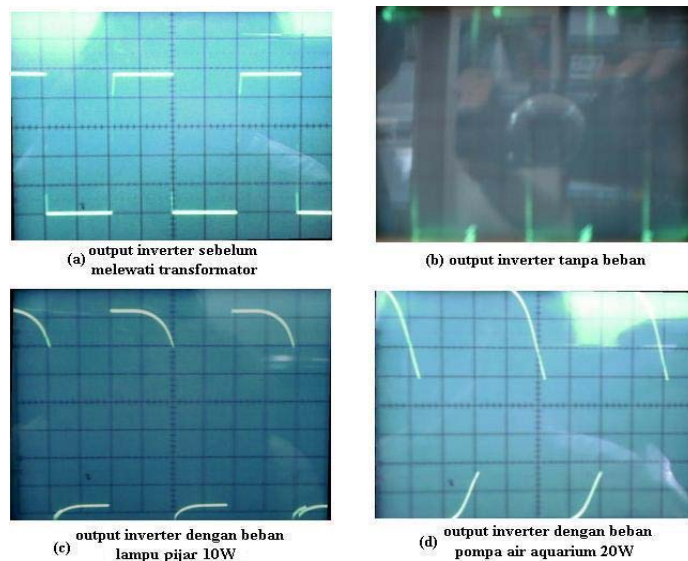 (a) output inverter sebelum
melewati transformator
(b) output inverter tanpa beban
(c) output inverter dengan beban
lampu pijar 10W
(d) output inverter dengan beban
pompa air aquarium 20W